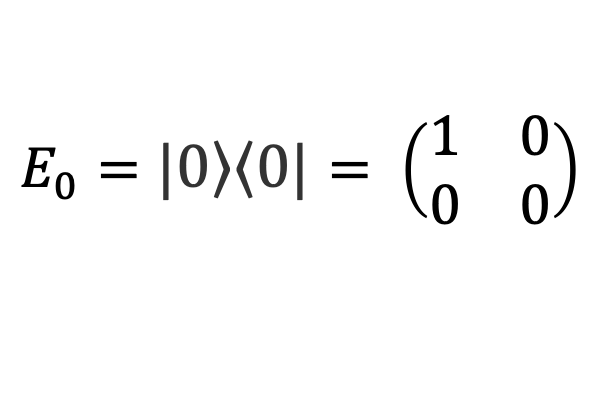 E₀ = |0⟩⟨0| = (1 0
0 0)